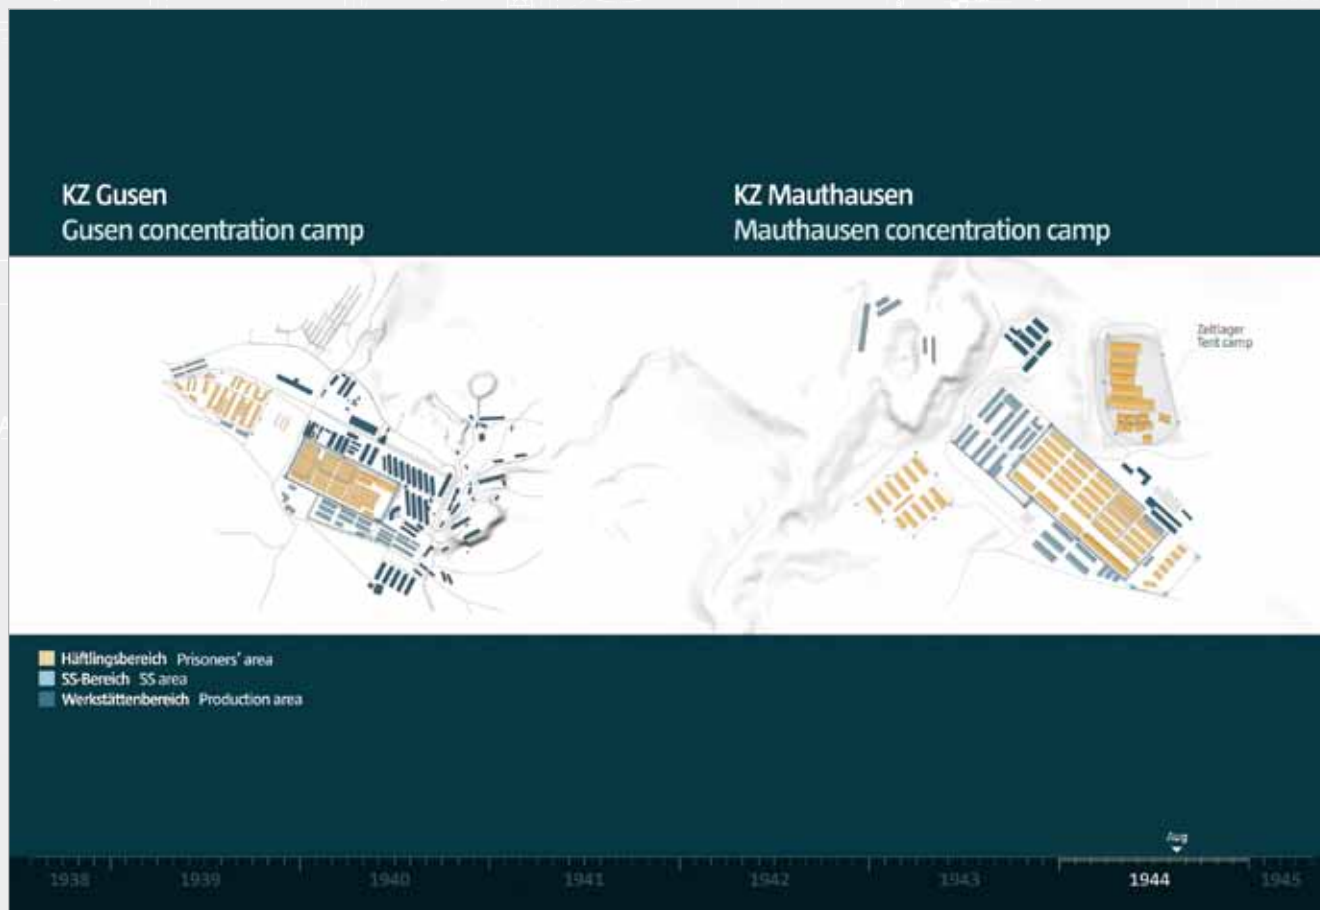 KZ Gusen
Gusen concentration camp
KZ Mauthausen
Mauthausen concentration camp
Zeltlager
Tent camp
Häftlingsbereich Prisoners' area
SS-Bereich SS area
Werkstättenbereich Production area
Aug
1938 1939 1940 1941 1942 1943 1944 1945